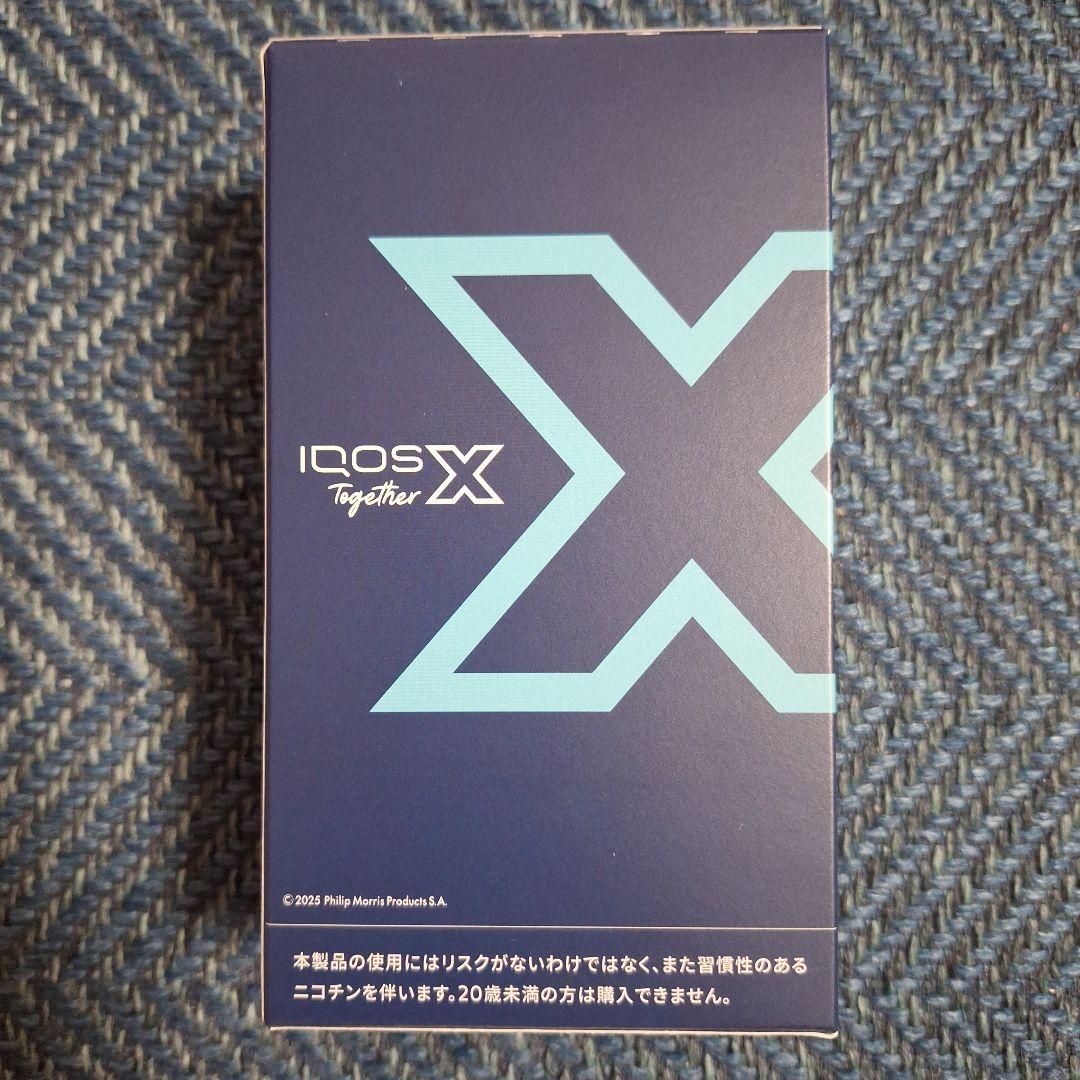 IQOS X
Together
© 2025 Philip Morris Products S.A.
本製品の使用にはリスクがないわけではなく、また習慣性のある
ニコチンを伴います。20歳未満の方は購入できません。